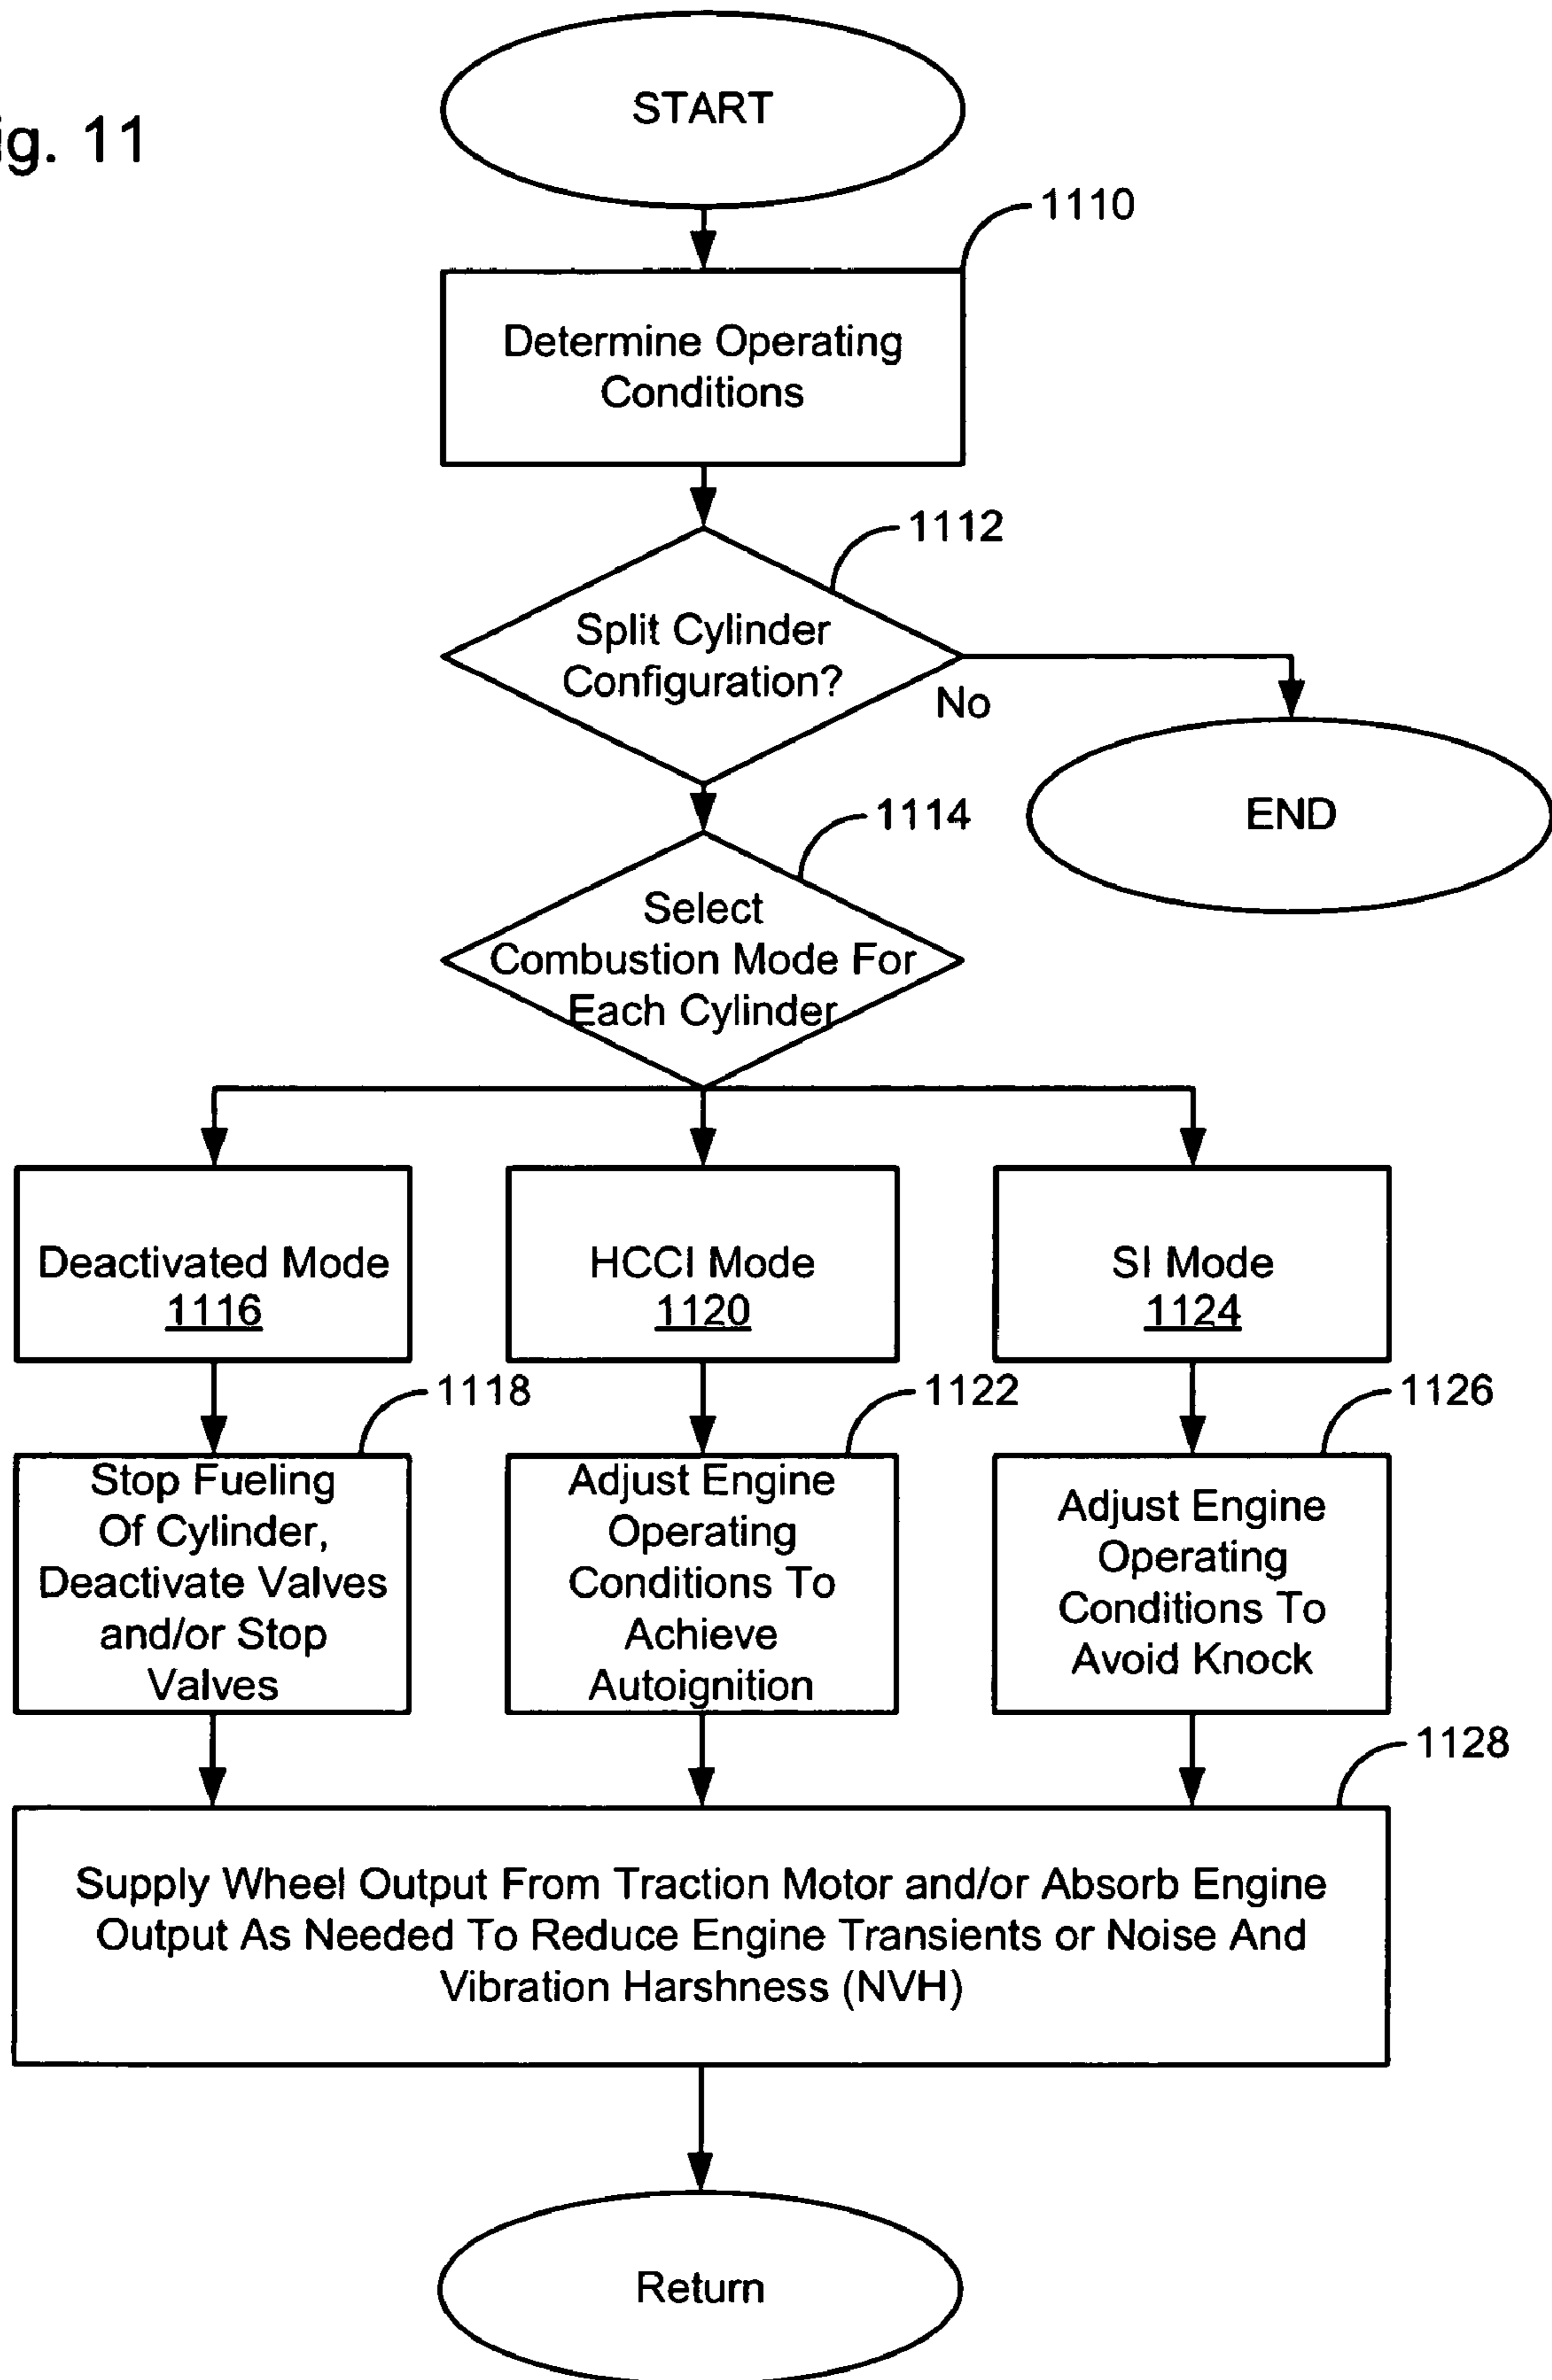 ig. 11
START
1110
Determine Operating
Conditions
1112
Split Cylinder
Configuration?
No
END
1114
Select
Combustion Mode For
Each Cylinder
Deactivated Mode
1116
HCCI Mode
1120
SI Mode
1124
1118
Stop Fueling
Of Cylinder,
Deactivate Valves
and/or Stop
Valves
1122
Adjust Engine
Operating
Conditions To
Achieve
Autoignition
1126
Adjust Engine
Operating
Conditions To
Avoid Knock
1128
Supply Wheel Output From Traction Motor and/or Absorb Engine
Output As Needed To Reduce Engine Transients or Noise And
Vibration Harshness (NVH)
Return